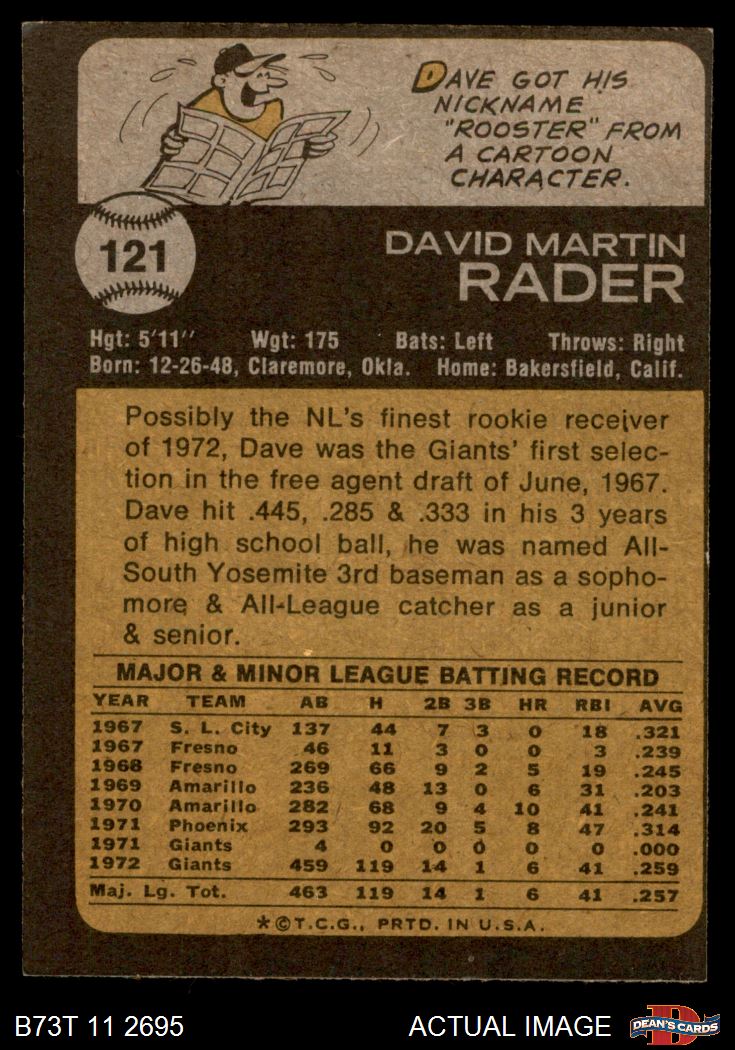 DAVE GOT HIS
NICKNAME
"ROOSTER" FROM
A CARTOON
CHARACTER.
121
DAVID MARTIN
RADER
Hgt: 5'11" Wgt: 175 Bats: Left Throws: Right
Born: 12-26-48, Claremore, Okla. Home: Bakersfield, Calif.
Possibly the NL's finest rookie receiver
of 1972, Dave was the Giants' first selec-
tion in the free agent draft of June, 1967.
Dave hit .445, .285 & .333 in his 3 years
of high school ball, he was named All-
South Yosemite 3rd baseman as a sopho-
more & All-League catcher as a junior
& senior.
MAJOR & MINOR LEAGUE BATTING RECORD
YEAR TEAM AB H 2B 3B HR RBI AVG
1967 S. L. City 137 44 7 3 0 18 .321
1967 Fresno 46 11 3 0 0 3 .239
1968 Fresno 269 66 9 2 5 19 .245
1969 Amarillo 236 48 13 0 6 31 .203
1970 Amarillo 282 68 9 4 10 41 .241
1971 Phoenix 293 92 20 5 8 47 .314
1971 Giants 4 0 0 0 0 0 .000
1972 Giants 459 119 14 1 6 41 .259
Maj. Lg. Tot. 463 119 14 1 6 41 .257
*©T.C.G., PRTD. IN U.S.A.
B73T 11 2695 ACTUAL IMAGE D DEAN'S CARDS